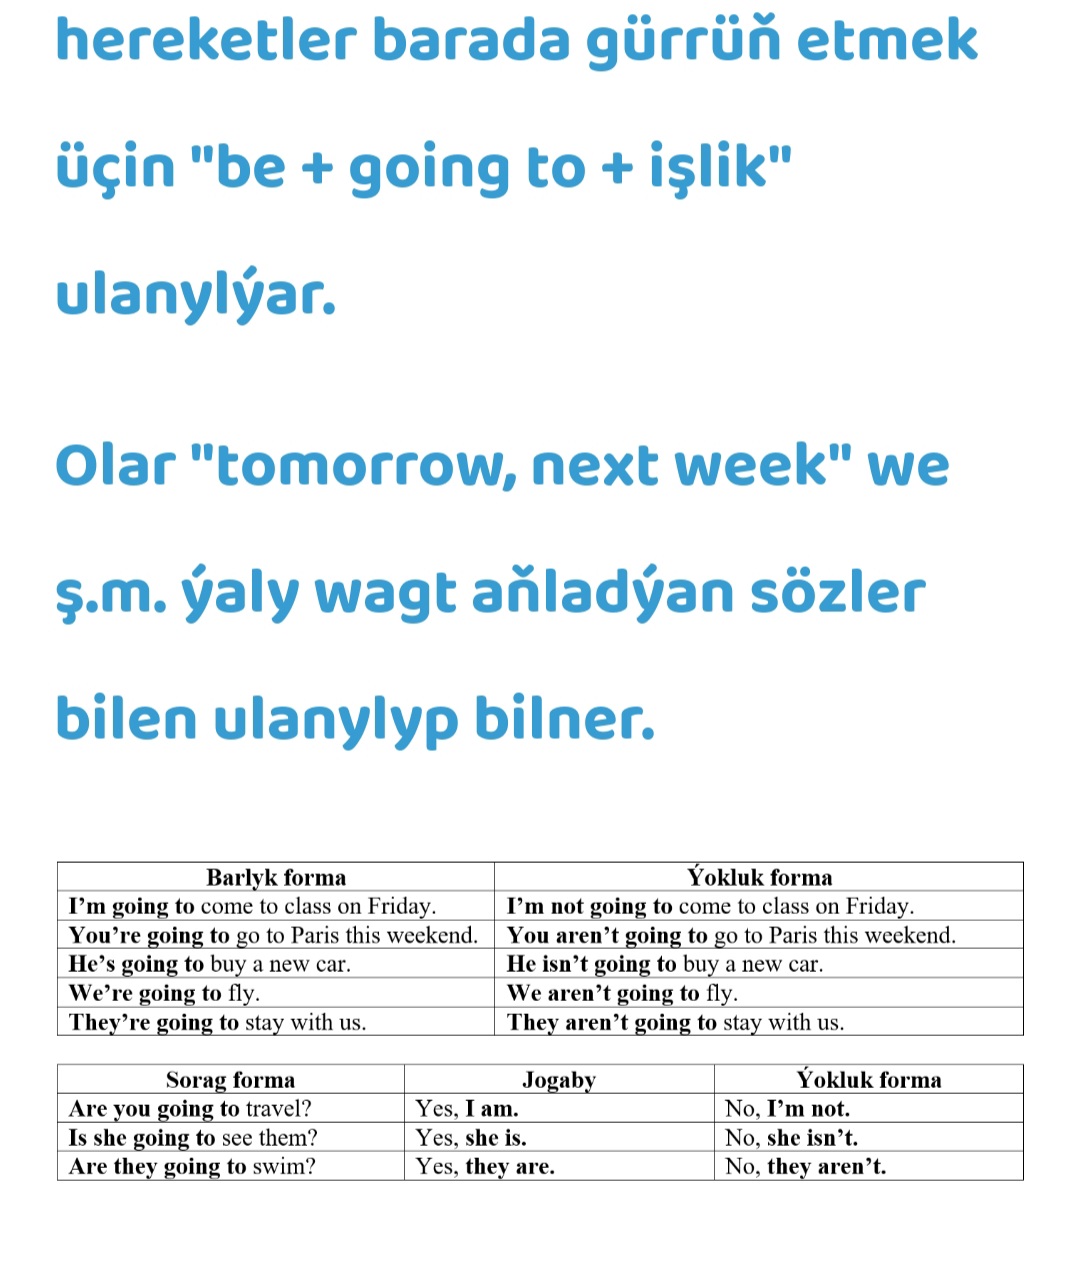 hereketler barada gürrüň etmek
üçin "be + going to + işlik"
ulanylýar.
Olar "tomorrow, next week" we
ş.m. ýaly wagt aňladýan sözler
bilen ulanylyp bilner.
Barlyk forma Ýokluk forma
I’m going to come to class on Friday. I’m not going to come to class on Friday.
You’re going to go to Paris this weekend. You aren’t going to go to Paris this weekend.
He’s going to buy a new car. He isn’t going to buy a new car.
We’re going to fly. We aren’t going to fly.
They’re going to stay with us. They aren’t going to stay with us.
Sorag forma Jogaby Ýokluk forma
Are you going to travel? Yes, I am. No, I’m not.
Is she going to see them? Yes, she is. No, she isn’t.
Are they going to swim? Yes, they are. No, they aren’t.